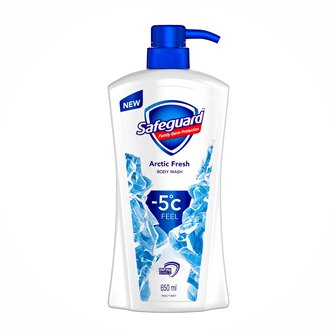 NEW
Safeguard
Family Germ Protection
Arctic Fresh
BODY WASH
-5°c
FEEL
650 ml